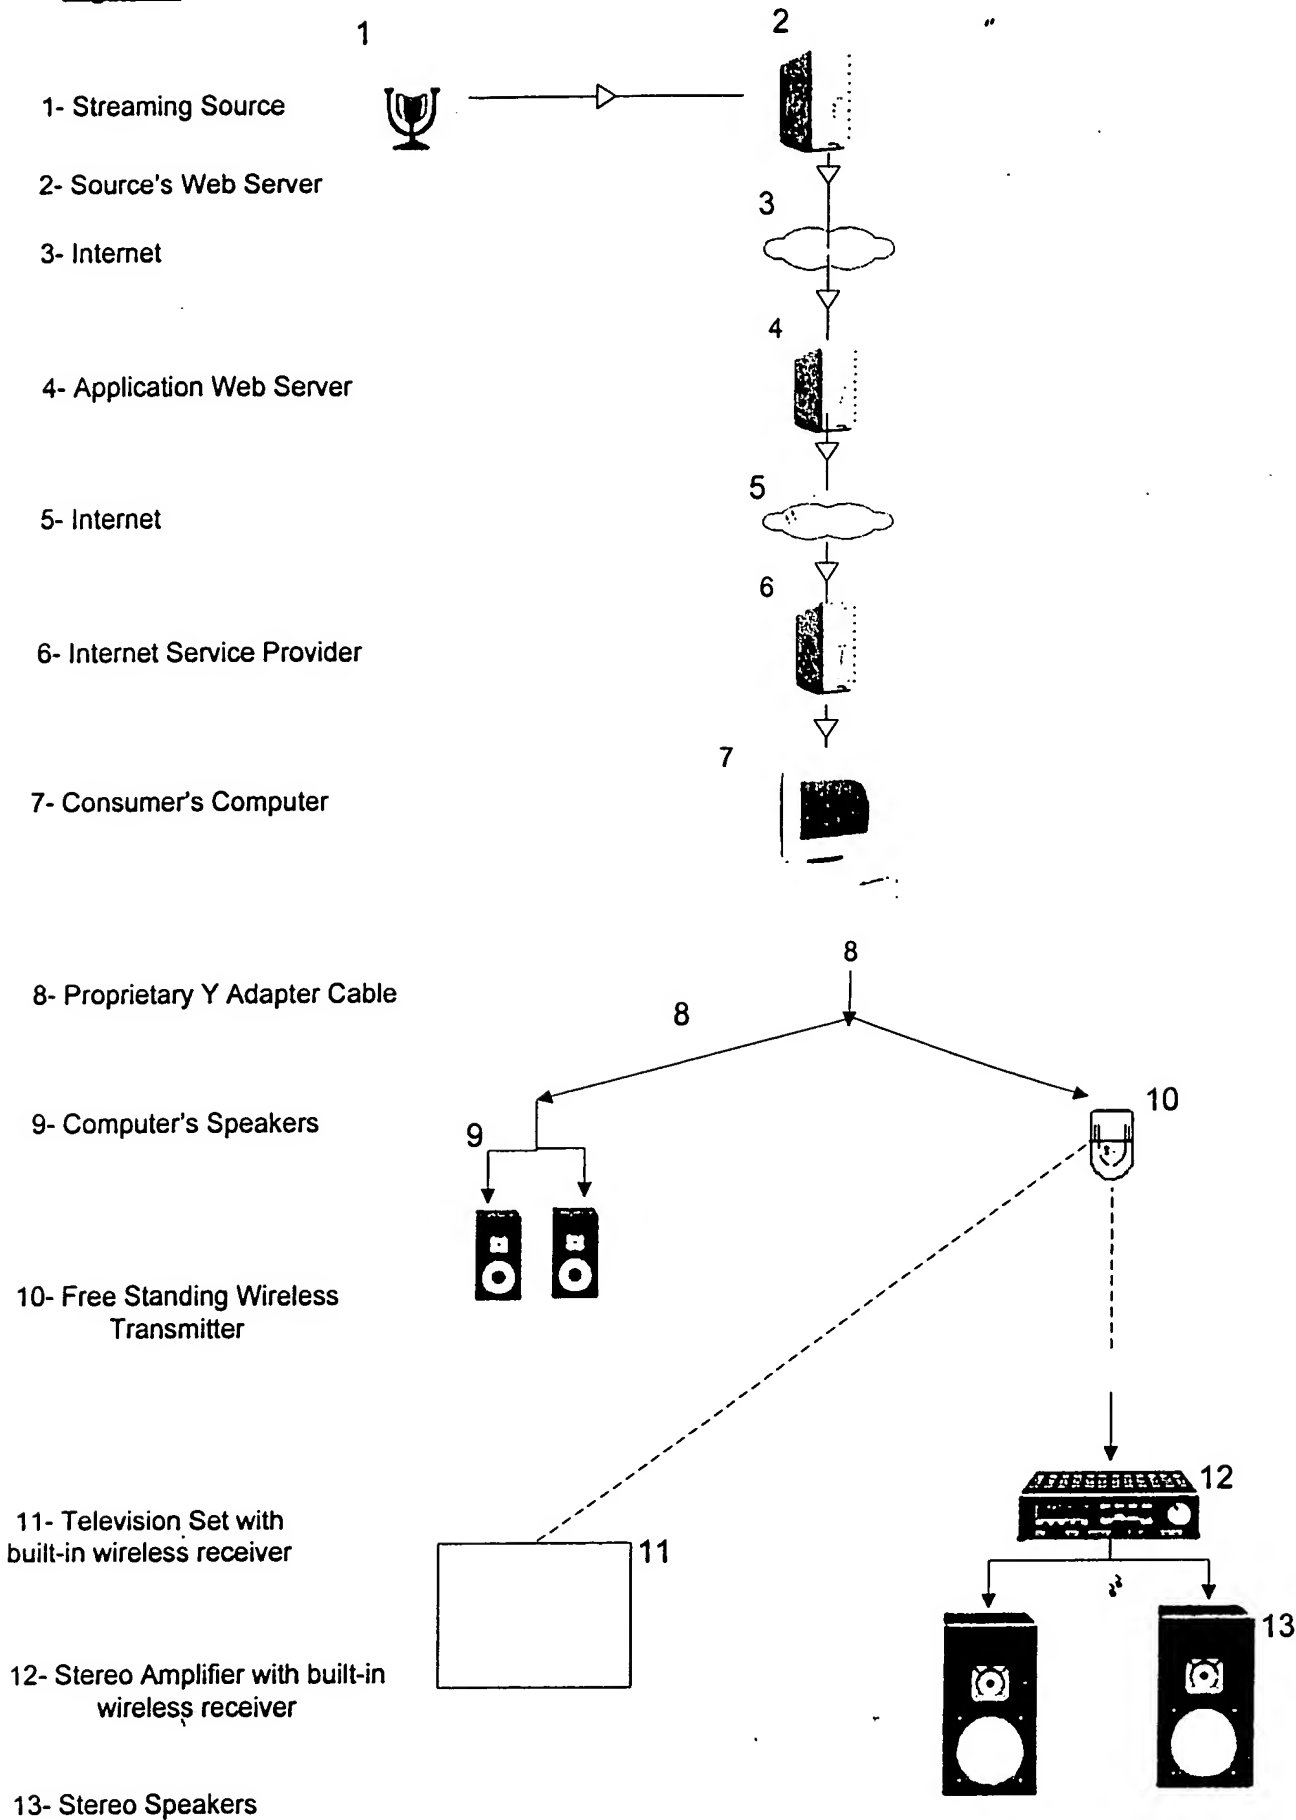 1
2
1- Streaming Source
2- Source's Web Server
3
3- Internet
4
4- Application Web Server
5
5- Internet
6
6- Internet Service Provider
7
7- Consumer's Computer
8
8- Proprietary Y Adapter Cable
8
10
9- Computer's Speakers
9
10- Free Standing Wireless
Transmitter
12
11- Television Set with
built-in wireless receiver
11
13
12- Stereo Amplifier with built-in
wireless receiver
13- Stereo Speakers